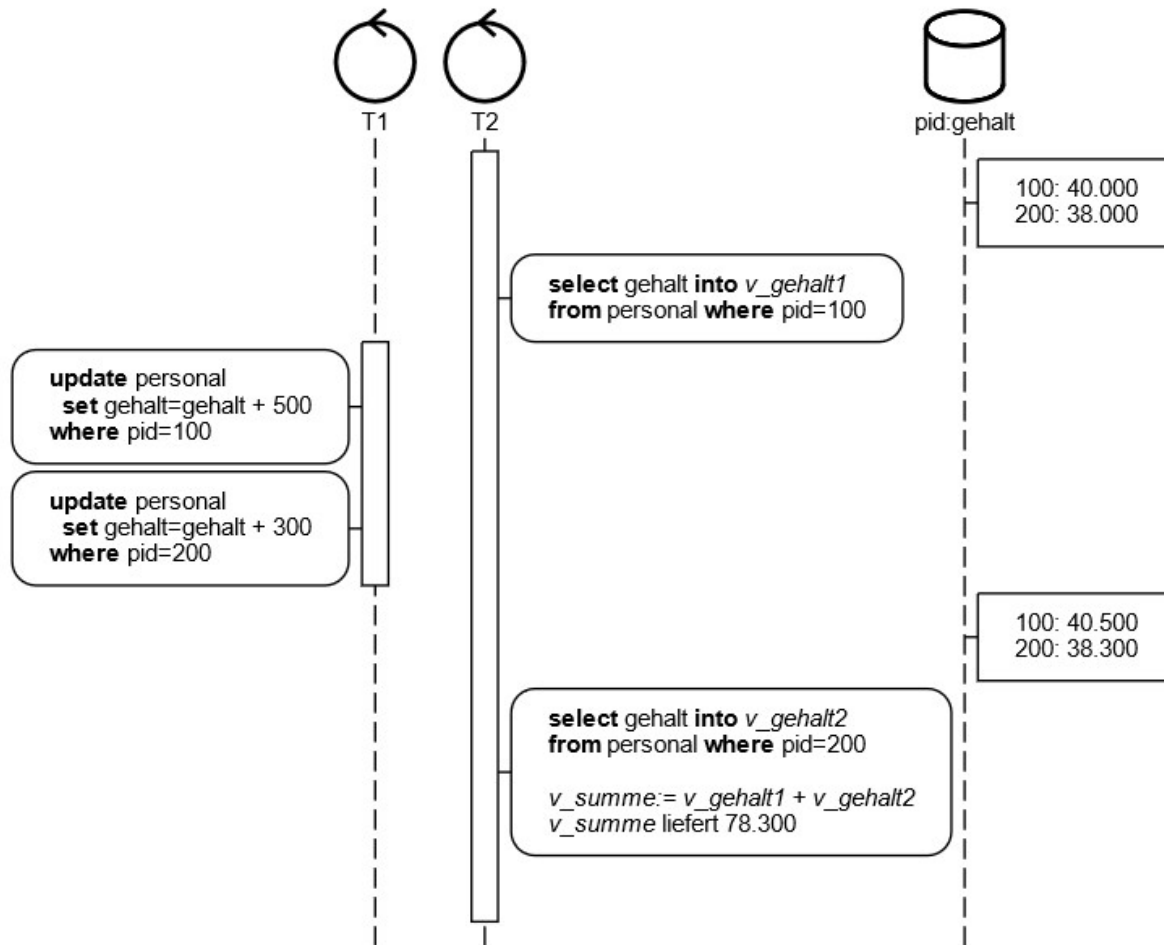 T1
T2
pid:gehalt
100: 40.000
200: 38.000
select gehalt into v_gehalt1
from personal where pid=100
update personal
set gehalt=gehalt + 500
where pid=100
update personal
set gehalt=gehalt + 300
where pid=200
100: 40.500
200: 38.300
select gehalt into v_gehalt2
from personal where pid=200
v_summe:= v_gehalt1 + v_gehalt2
v_summe liefert 78.300